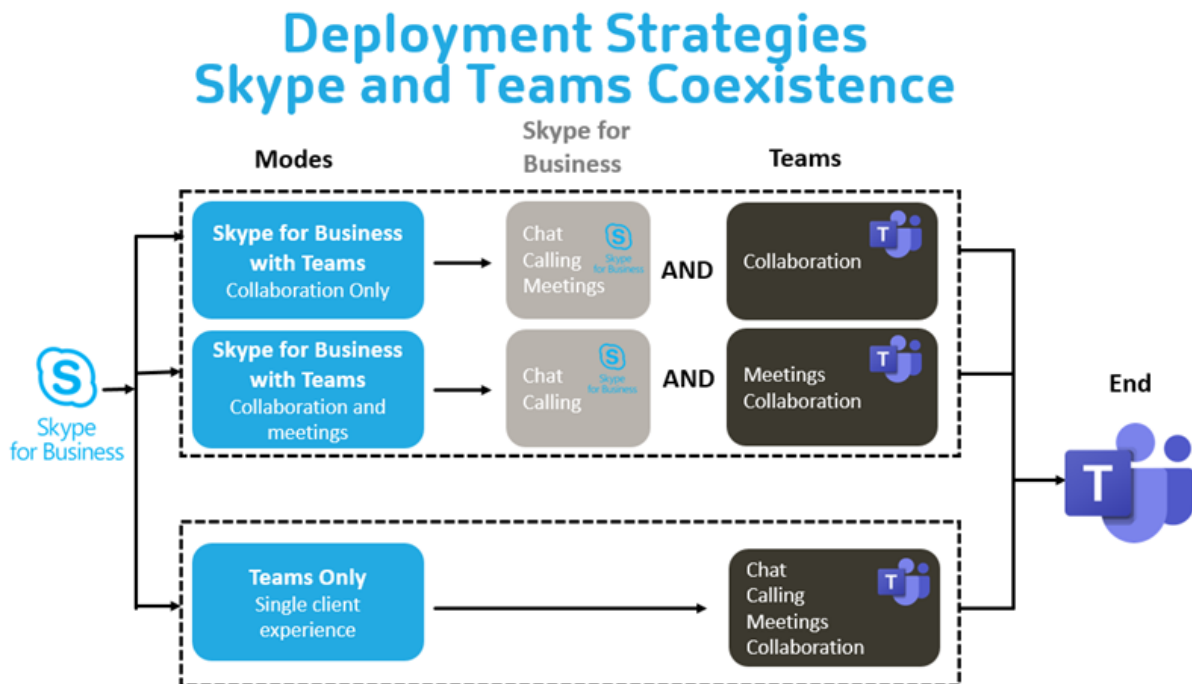 Deployment Strategies
Skype and Teams Coexistence
Modes
Skype for
Business
Teams
Skype for Business
with Teams
Collaboration Only
Chat
Calling
Meetings
S
Skype
for Business
AND
Collaboration
T
Skype for Business
with Teams
Collaboration and
meetings
Chat
Calling
S
Skype
for Business
AND
Meetings
Collaboration
T
S
Skype
for Business
End
T
Teams Only
Single client
experience
Chat
Calling
Meetings
Collaboration
T